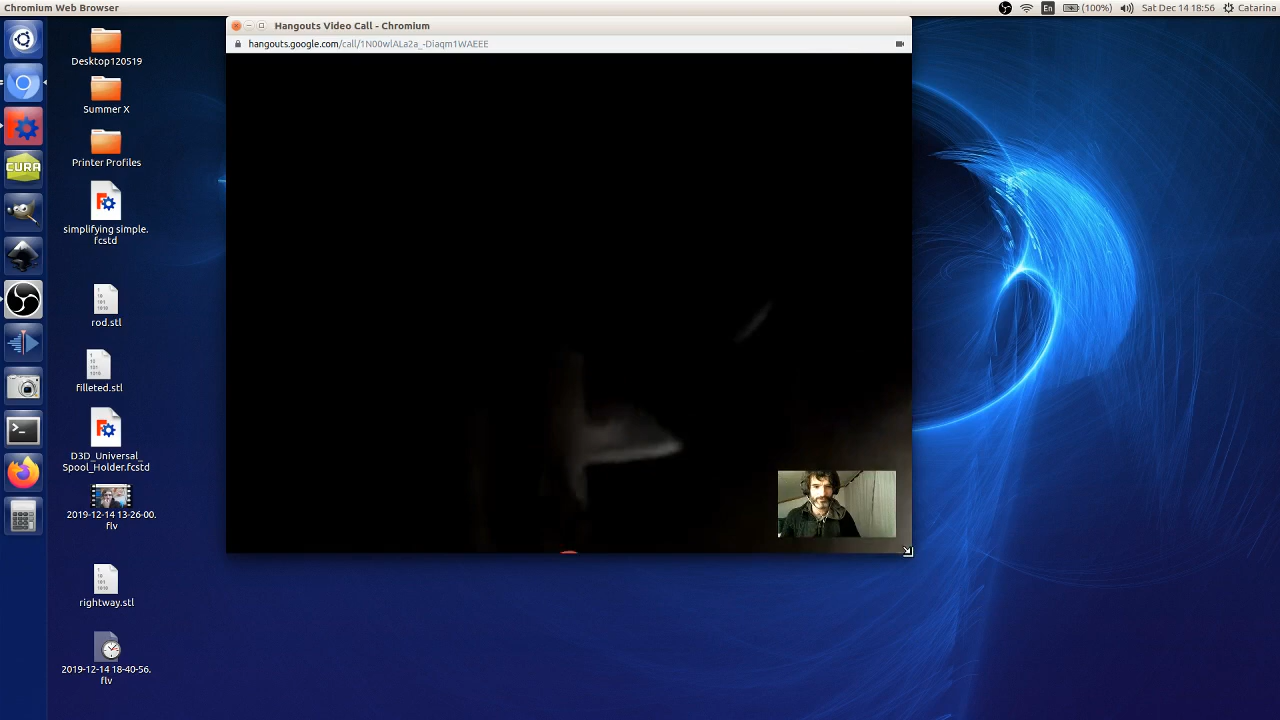 Chromium Web Browser
En
(100%)
Sat Dec 14 18:56
Catarina
Hangouts Video Call - Chromium
hangouts.google.com/call/1N00wlALa2a_-Diaqm1WAEEE
Desktop120519
Summer X
Printer Profiles
CURA
simplifying simple.
fcstd
rod.stl
filleted.stl
D3D_Universal_
Spool_Holder.fcstd
2019-12-14 13-26-00.
flv
rightway.stl
2019-12-14 18-40-56.
flv